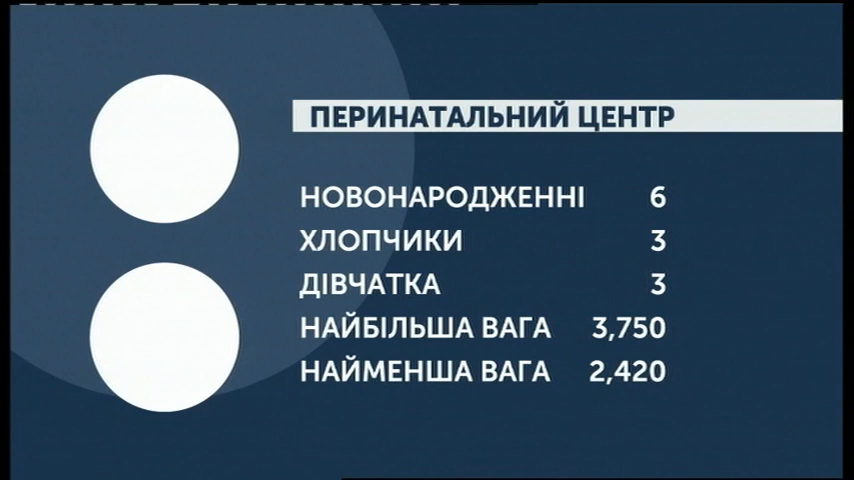 ПЕРИНАТАЛЬНИЙ ЦЕНТР
НОВОНАРОДЖЕННІ 6
ХЛОПЧИКИ 3
ДІВЧАТКА 3
НАЙБІЛЬША ВАГА 3,750
НАЙМЕНША ВАГА 2,420